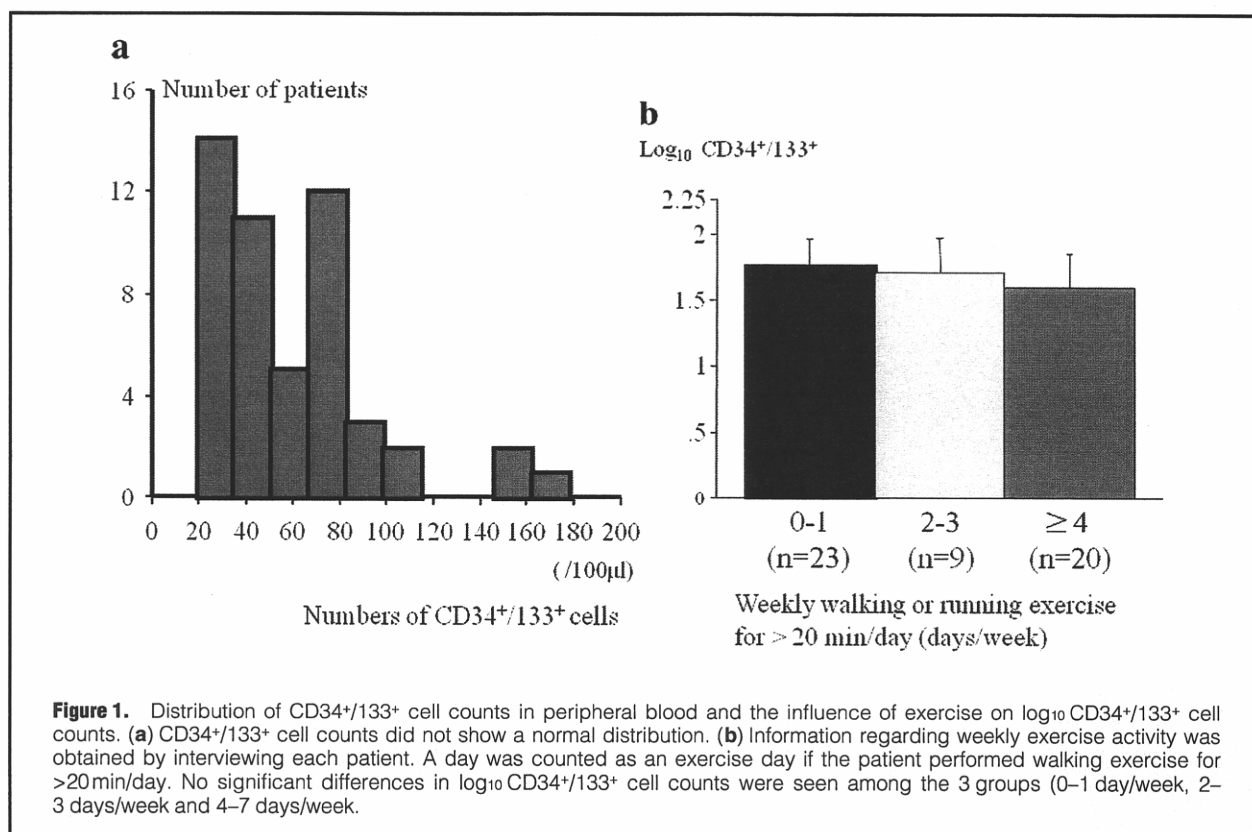 a
Number of patients
16
12
8
4
0
0 20 40 60 80 100 120 140 160 180 200
(/100µl)
Numbers of CD34⁺/133⁺ cells
b
Log₁₀ CD34⁺/133⁺
2.25
2
1.5
1
.5
0
0-1 2-3 ≥4
(n=23) (n=9) (n=20)
Weekly walking or running exercise
for > 20 min/day (days/week)
Figure 1. Distribution of CD34⁺/133⁺ cell counts in peripheral blood and the influence of exercise on log₁₀ CD34⁺/133⁺ cell
counts. (a) CD34⁺/133⁺ cell counts did not show a normal distribution. (b) Information regarding weekly exercise activity was
obtained by interviewing each patient. A day was counted as an exercise day if the patient performed walking exercise for
>20 min/day. No significant differences in log₁₀ CD34⁺/133⁺ cell counts were seen among the 3 groups (0–1 day/week, 2–
3 days/week and 4–7 days/week.